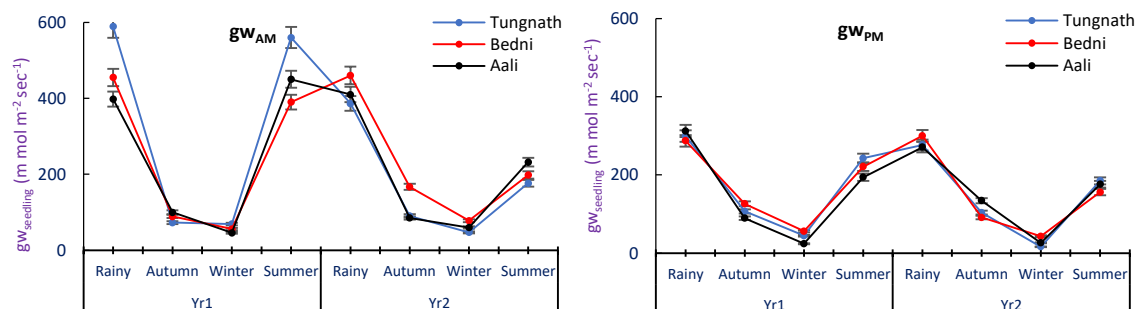 gwAM
Tungnath
Bedni
Aali
gwseedling (m mol m⁻² sec⁻¹)
600
400
200
0
Rainy Autumn Winter Summer Rainy Autumn Winter Summer
Yr1 Yr2
gwPM
Tungnath
Bedni
Aali
gwseedling (m mol m⁻² sec⁻¹)
600
400
200
0
Rainy Autumn Winter Summer Rainy Autumn Winter Summer
Yr1 Yr2